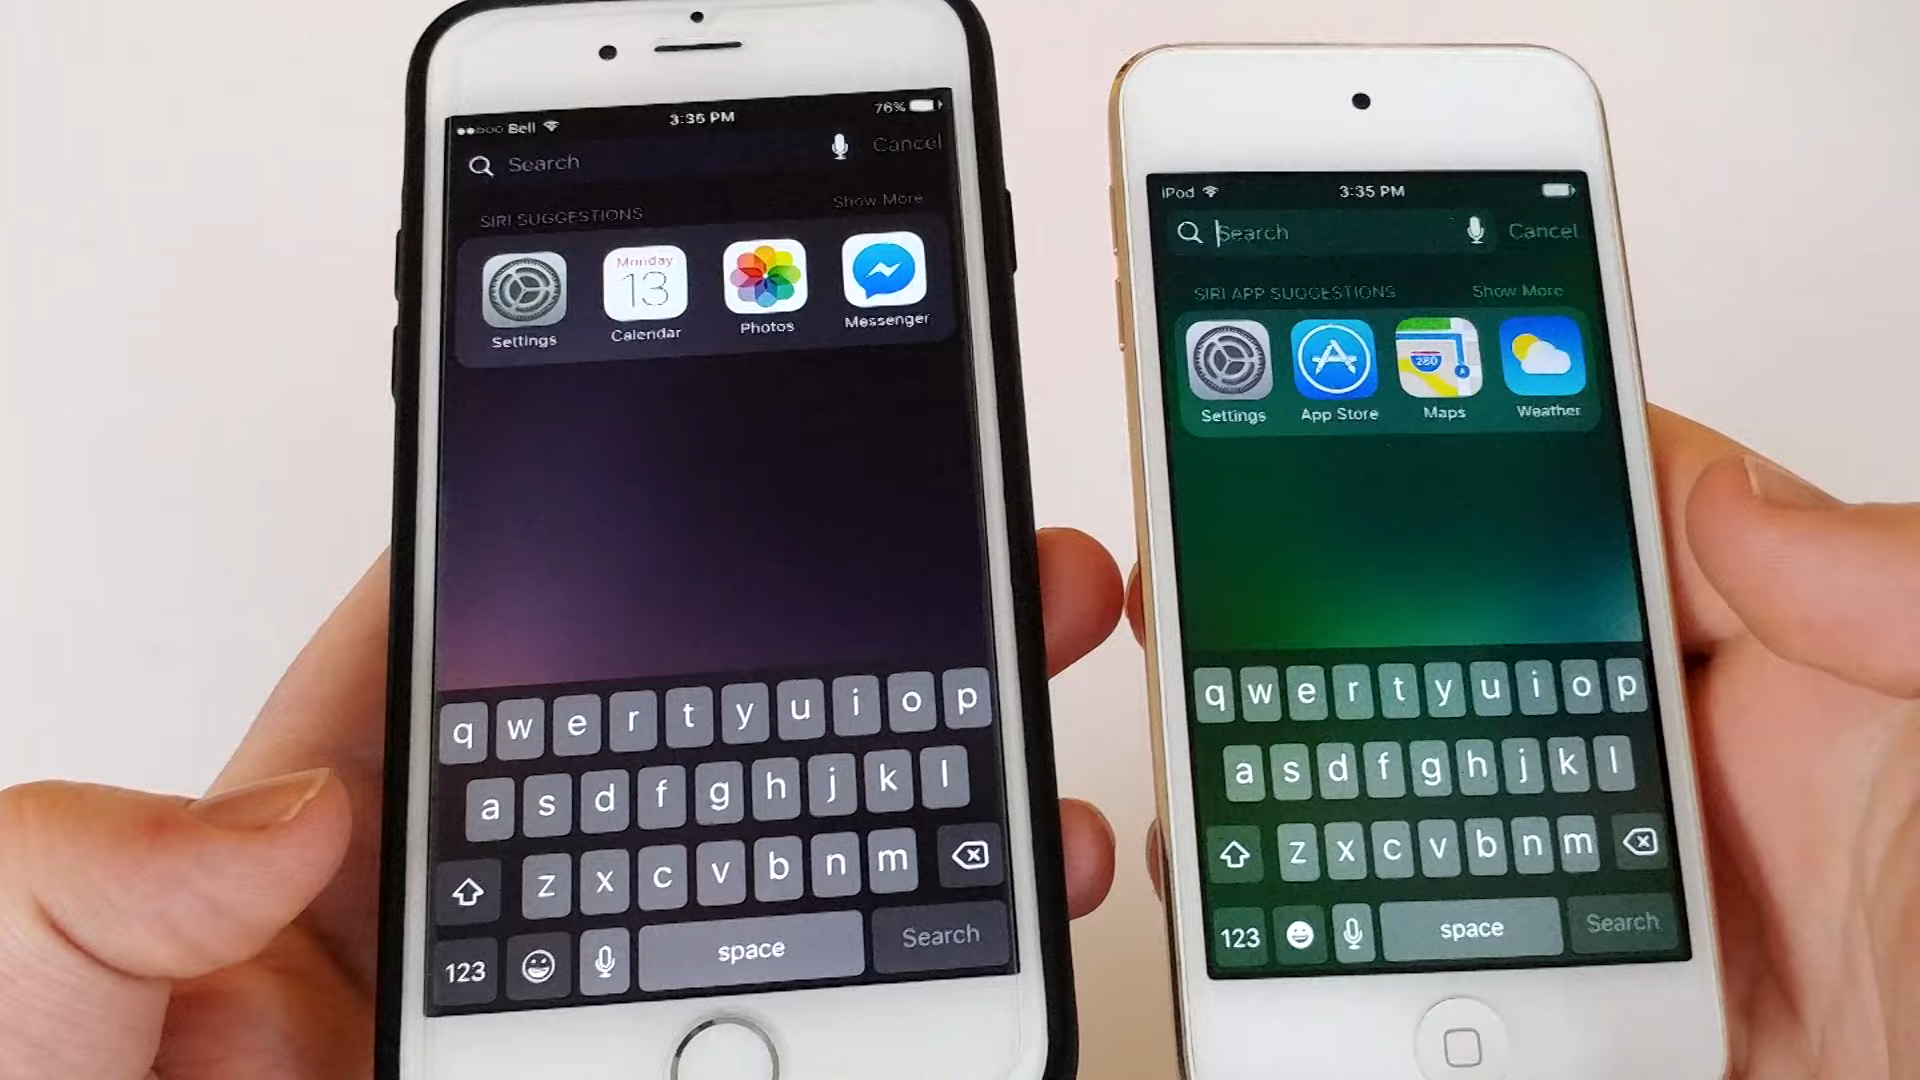 Bell 3:35 PM 76%
Search Cancel
SIRI SUGGESTIONS Show More
Monday
13
Settings Calendar Photos Messenger
q w e r t y u i o p
a s d f g h j k l
z x c v b n m
123 space Search
iPod 3:35 PM
Search Cancel
SIRI APP SUGGESTIONS Show More
280
Settings App Store Maps Weather
q w e r t y u i o p
a s d f g h j k l
z x c v b n m
123 space Search